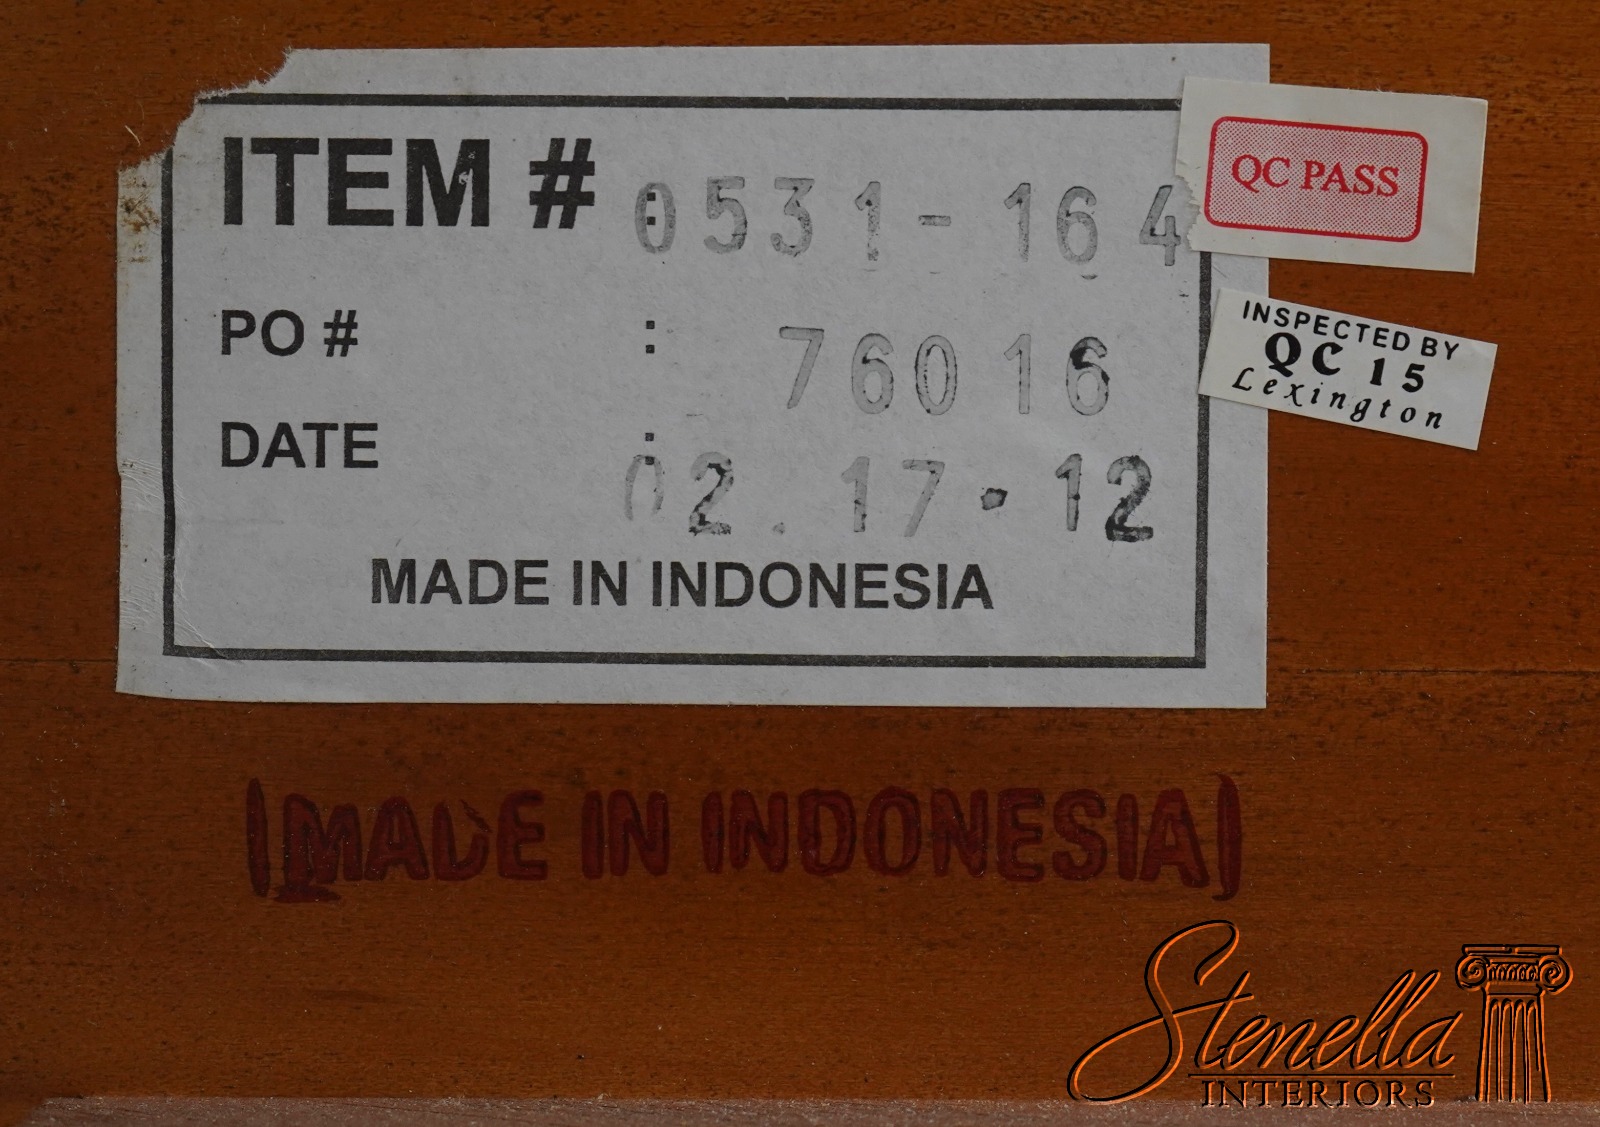 ITEM # : 0531-164
PO # : 76016
DATE : 02.17.12
MADE IN INDONESIA
QC PASS
INSPECTED BY
QC 15
Lexington
(MADE IN INDONESIA)
Stenella
INTERIORS